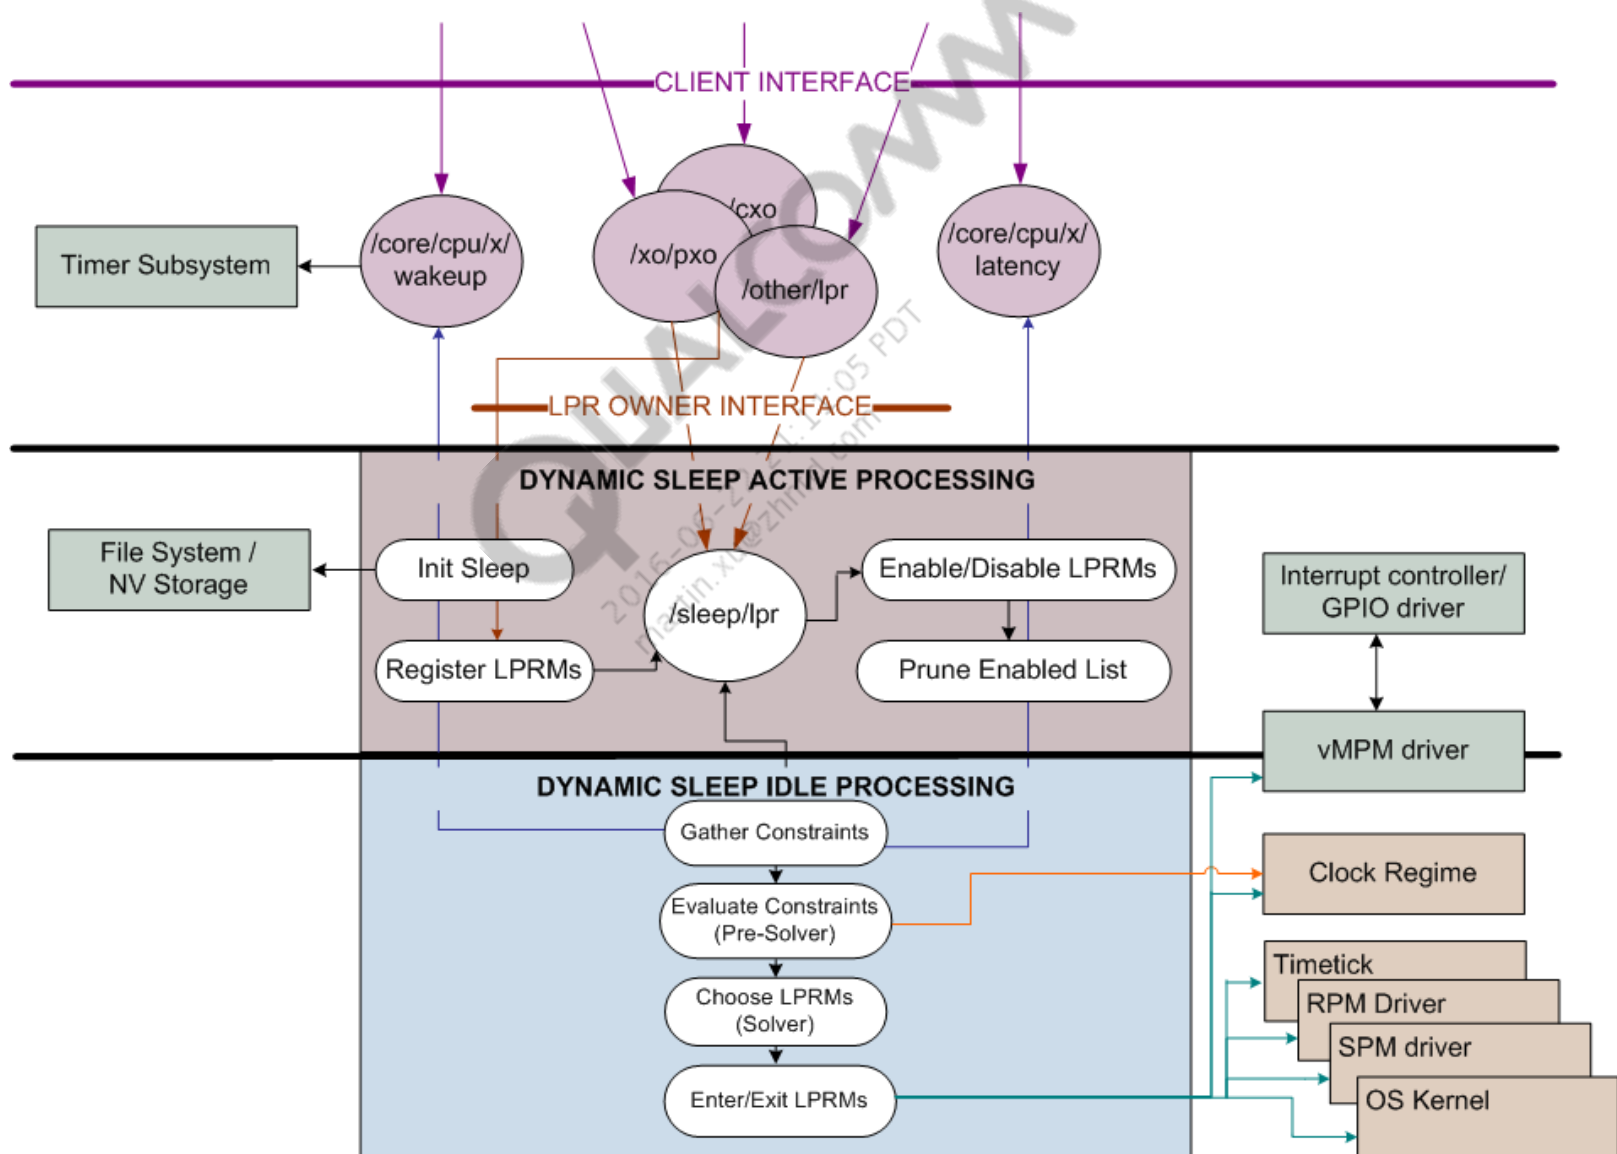 CLIENT INTERFACE
QUALCOMM
/cxo
/xo/pxo
/other/lpr
/core/cpu/x/
wakeup
/core/cpu/x/
latency
Timer Subsystem
LPR OWNER INTERFACE
DYNAMIC SLEEP ACTIVE PROCESSING
File System /
NV Storage
Init Sleep
Register LPRMs
/sleep/lpr
Enable/Disable LPRMs
Prune Enabled List
Interrupt controller/
GPIO driver
vMPM driver
DYNAMIC SLEEP IDLE PROCESSING
Gather Constraints
Evaluate Constraints
(Pre-Solver)
Choose LPRMs
(Solver)
Enter/Exit LPRMs
Clock Regime
Timetick
RPM Driver
SPM driver
OS Kernel
05 PDT